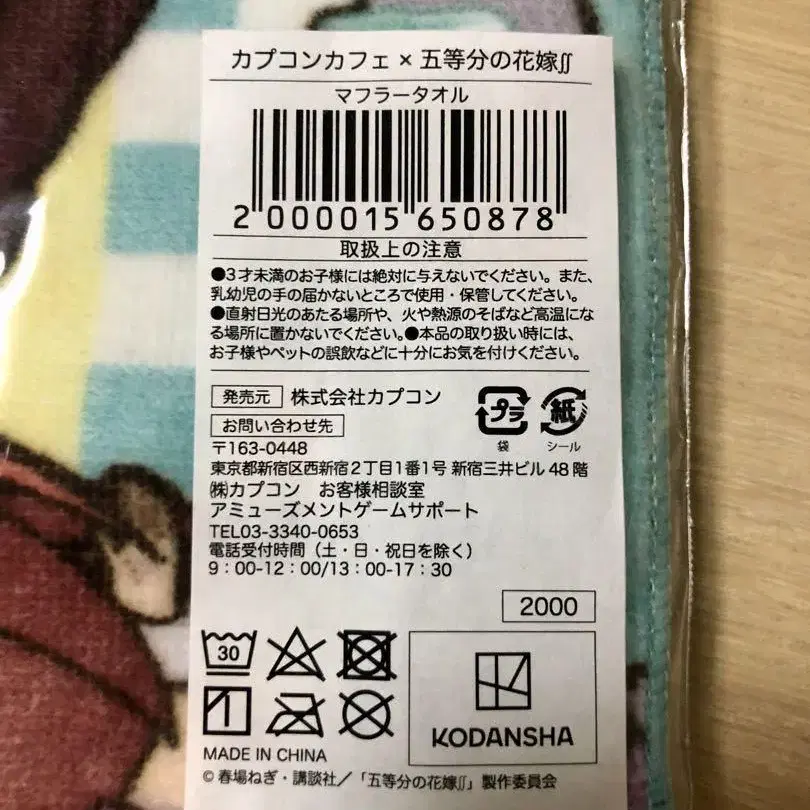 カプコンカフェ×五等分の花嫁∬
マフラータオル
2 000015 650878
取扱上の注意
●3才未満のお子様には絶対に与えないでください。また、
乳幼児の手の届かないところで使用・保管してください。
●直射日光のあたる場所や、火や熱源のそばなど高温にな
る場所に置かないでください。●本品の取り扱い時には、
お子様やペットの誤飲などに十分にお気を付けください。
発売元 株式会社カプコン
プラ 紙
袋 シール
お問い合わせ先
〒163-0448
東京都新宿区西新宿2丁目1番1号 新宿三井ビル48階
㈱カプコン お客様相談室
アミューズメントゲームサポート
TEL03-3340-0653
電話受付時間（土・日・祝日を除く）
9：00-12：00/13：00-17：30
2000
30
KODANSHA
MADE IN CHINA
©春場ねぎ・講談社／「五等分の花嫁∬」製作委員会